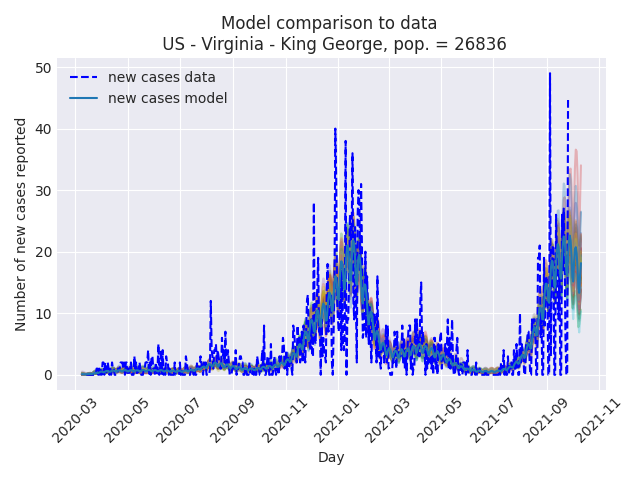 Model comparison to data
US - Virginia - King George, pop. = 26836
new cases data
new cases model
Number of new cases reported
50
40
30
20
10
0
2020-03
2020-05
2020-07
2020-09
2020-11
2021-01
2021-03
2021-05
2021-07
2021-09
2021-11
Day